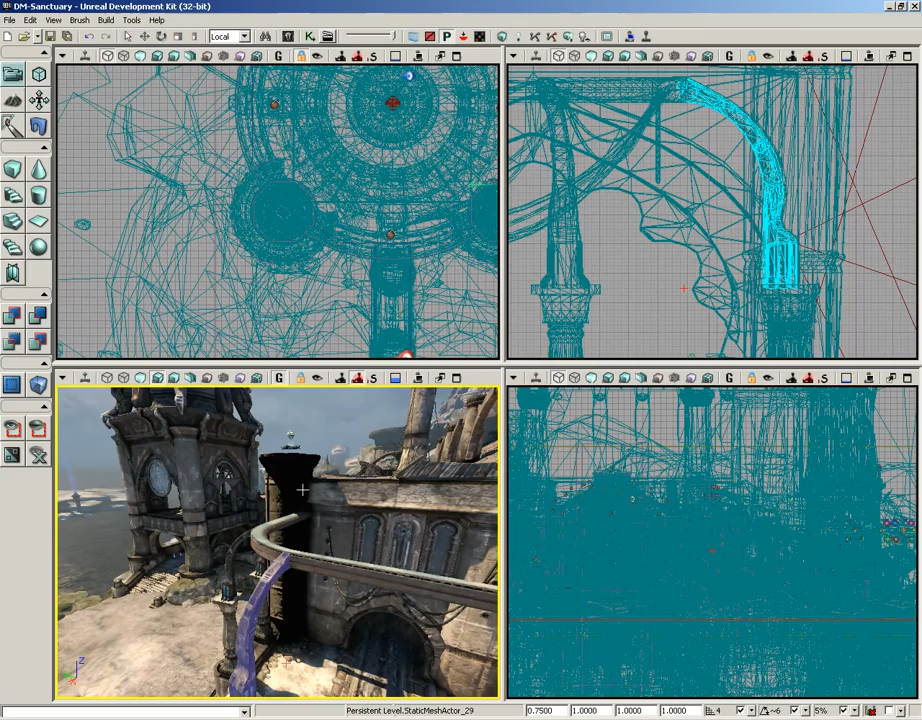 DM-Sanctuary - Unreal Development Kit (32-bit)
File Edit View Brush Build Tools Help
Local K P
G S
G S
G S
G S
Z
Persistent Level.StaticMeshActor_29 0.7500 1.0000 1.0000 1.0000 4 ~6 5%